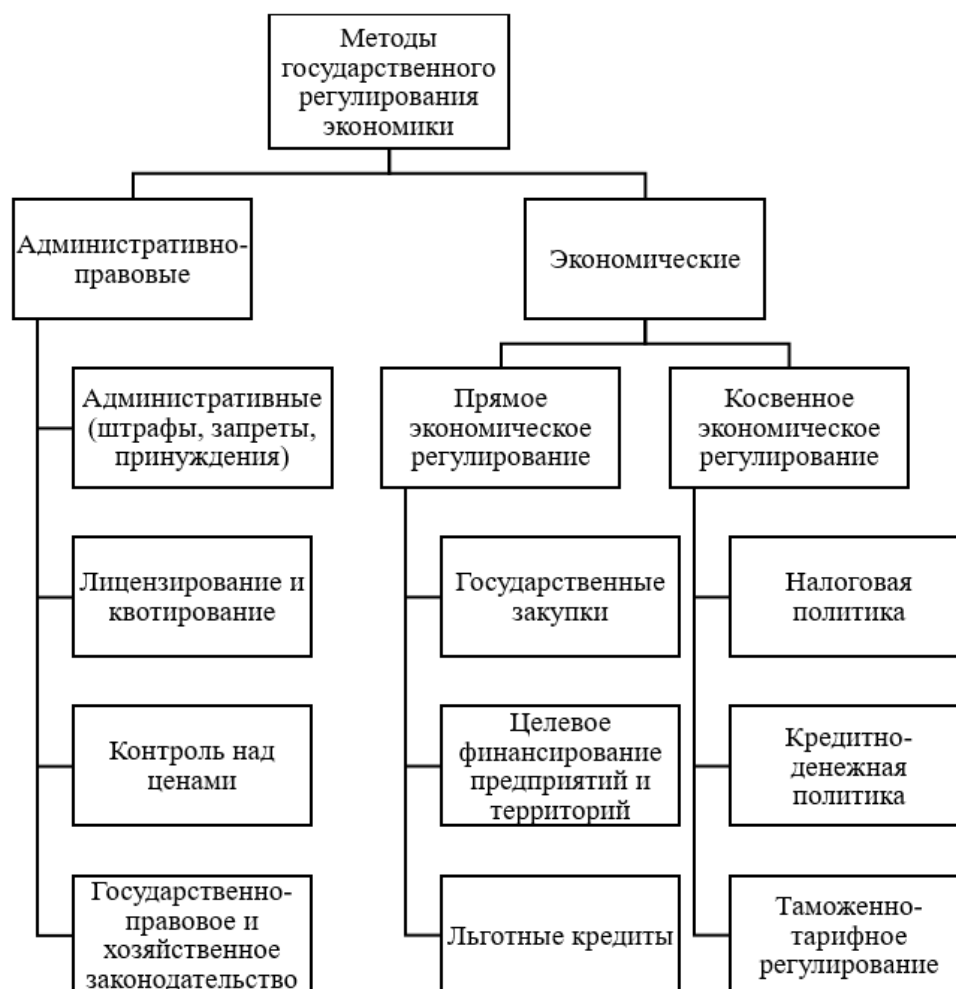 Методы
государственного
регулирования
экономики
Административно-
правовые
Экономические
Административные
(штрафы, запреты,
принуждения)
Лицензирование и
квотирование
Контроль над
ценами
Государственно-
правовое и
хозяйственное
законодательство
Прямое
экономическое
регулирование
Государственные
закупки
Целевое
финансирование
предприятий и
территорий
Льготные кредиты
Косвенное
экономическое
регулирование
Налоговая
политика
Кредитно-
денежная
политика
Таможенно-
тарифное
регулирование